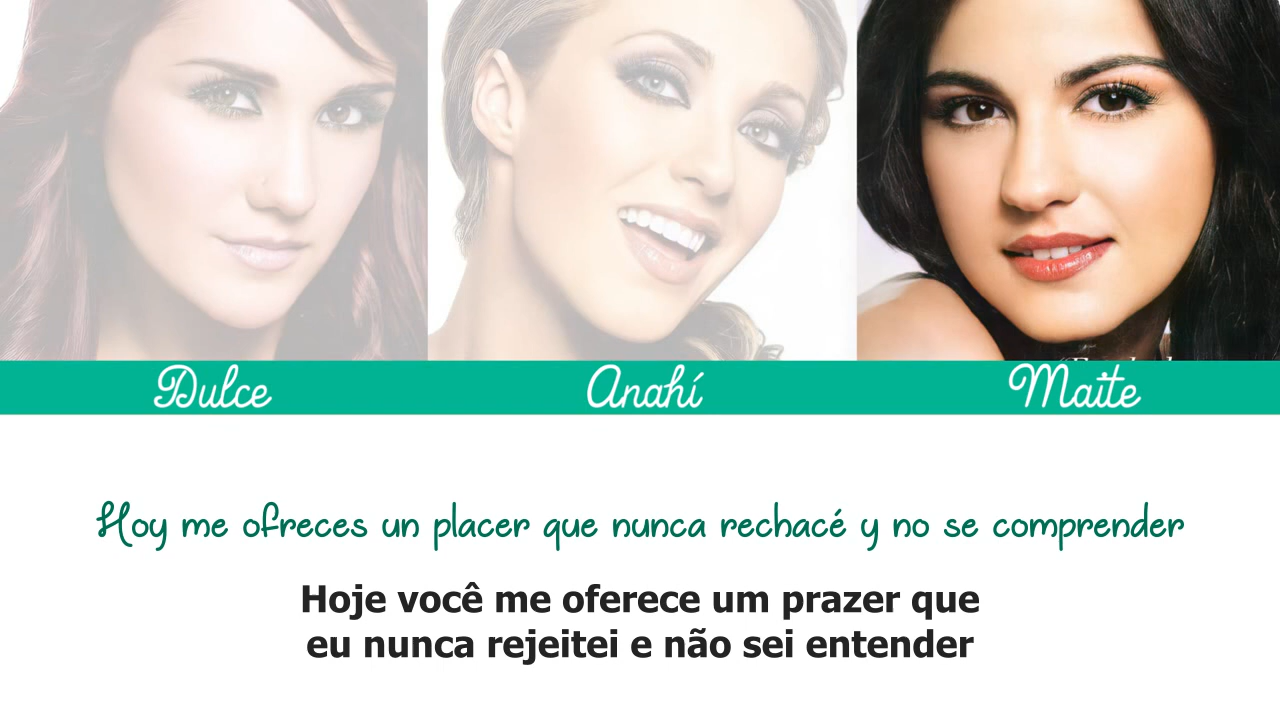 Dulce
Anahí
Maite
Hoy me ofreces un placer que nunca rechacé y no se comprender
Hoje você me oferece um prazer que
eu nunca rejeitei e não sei entender